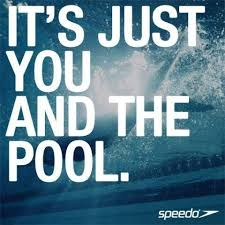 IT'S JUST
YOU
AND THE
POOL.
speedo